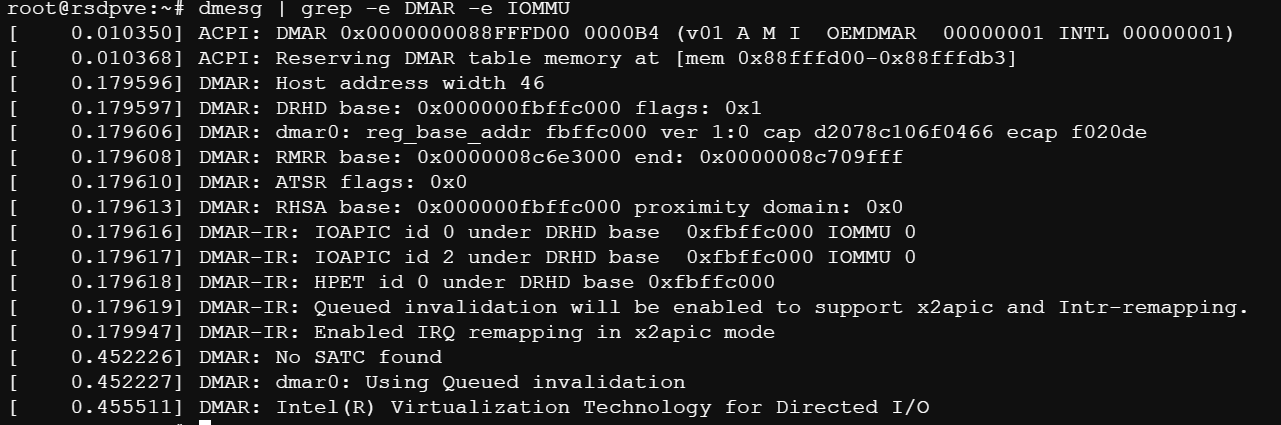 root@rsdpve:~# dmesg | grep -e DMAR -e IOMMU
[    0.010350] ACPI: DMAR 0x0000000088FFFD00 0000B4 (v01 A M I  OEMDMAR  00000001 INTL 00000001)
[    0.010368] ACPI: Reserving DMAR table memory at [mem 0x88fffd00-0x88fffdb3]
[    0.179596] DMAR: Host address width 46
[    0.179597] DMAR: DRHD base: 0x000000fbffc000 flags: 0x1
[    0.179606] DMAR: dmar0: reg_base_addr fbffc000 ver 1:0 cap d2078c106f0466 ecap f020de
[    0.179608] DMAR: RMRR base: 0x0000008c6e3000 end: 0x0000008c709fff
[    0.179610] DMAR: ATSR flags: 0x0
[    0.179613] DMAR: RHSA base: 0x000000fbffc000 proximity domain: 0x0
[    0.179616] DMAR-IR: IOAPIC id 0 under DRHD base  0xfbffc000 IOMMU 0
[    0.179617] DMAR-IR: IOAPIC id 2 under DRHD base  0xfbffc000 IOMMU 0
[    0.179618] DMAR-IR: HPET id 0 under DRHD base 0xfbffc000
[    0.179619] DMAR-IR: Queued invalidation will be enabled to support x2apic and Intr-remapping.
[    0.179947] DMAR-IR: Enabled IRQ remapping in x2apic mode
[    0.452226] DMAR: No SATC found
[    0.452227] DMAR: dmar0: Using Queued invalidation
[    0.455511] DMAR: Intel(R) Virtualization Technology for Directed I/O